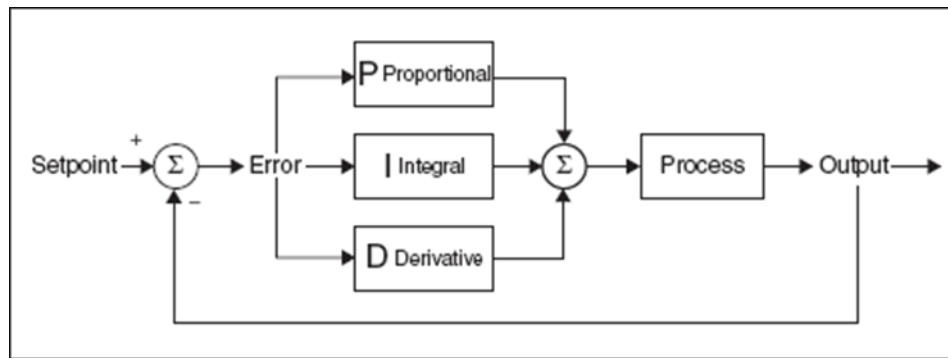 P Proportional
+
Setpoint
Σ
Error
I Integral
Σ
Process
Output
−
D Derivative